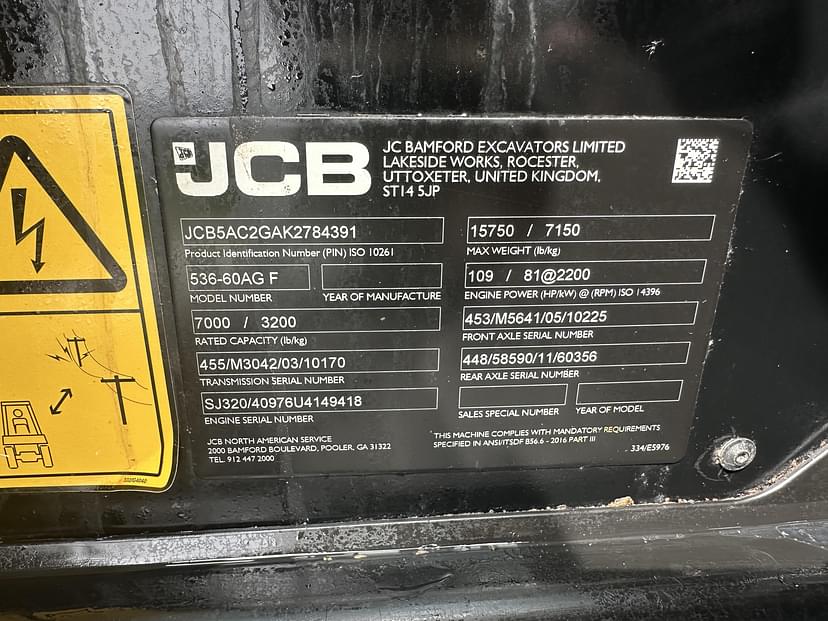 JCB
JC BAMFORD EXCAVATORS LIMITED
LAKESIDE WORKS, ROCESTER,
UTTOXETER, UNITED KINGDOM,
ST14 5JP
JCB5AC2GAK2784391
Product Identification Number (PIN) ISO 10261
536-60AG F
MODEL NUMBER
YEAR OF MANUFACTURE
7000 / 3200
RATED CAPACITY (lb/kg)
455/M3042/03/10170
TRANSMISSION SERIAL NUMBER
SJ320/40976U4149418
ENGINE SERIAL NUMBER
15750 / 7150
MAX WEIGHT (lb/kg)
109 / 81@2200
ENGINE POWER (HP/kW) @ (RPM) ISO 14396
453/M5641/05/10225
FRONT AXLE SERIAL NUMBER
448/58590/11/60356
REAR AXLE SERIAL NUMBER
SALES SPECIAL NUMBER
YEAR OF MODEL
JCB NORTH AMERICAN SERVICE
2000 BAMFORD BOULEVARD, POOLER, GA 31322
TEL. 912 447 2000
THIS MACHINE COMPLIES WITH MANDATORY REQUIREMENTS
SPECIFIED IN ANSI/ITSDF B56.6 - 2016 PART III
334/E5976